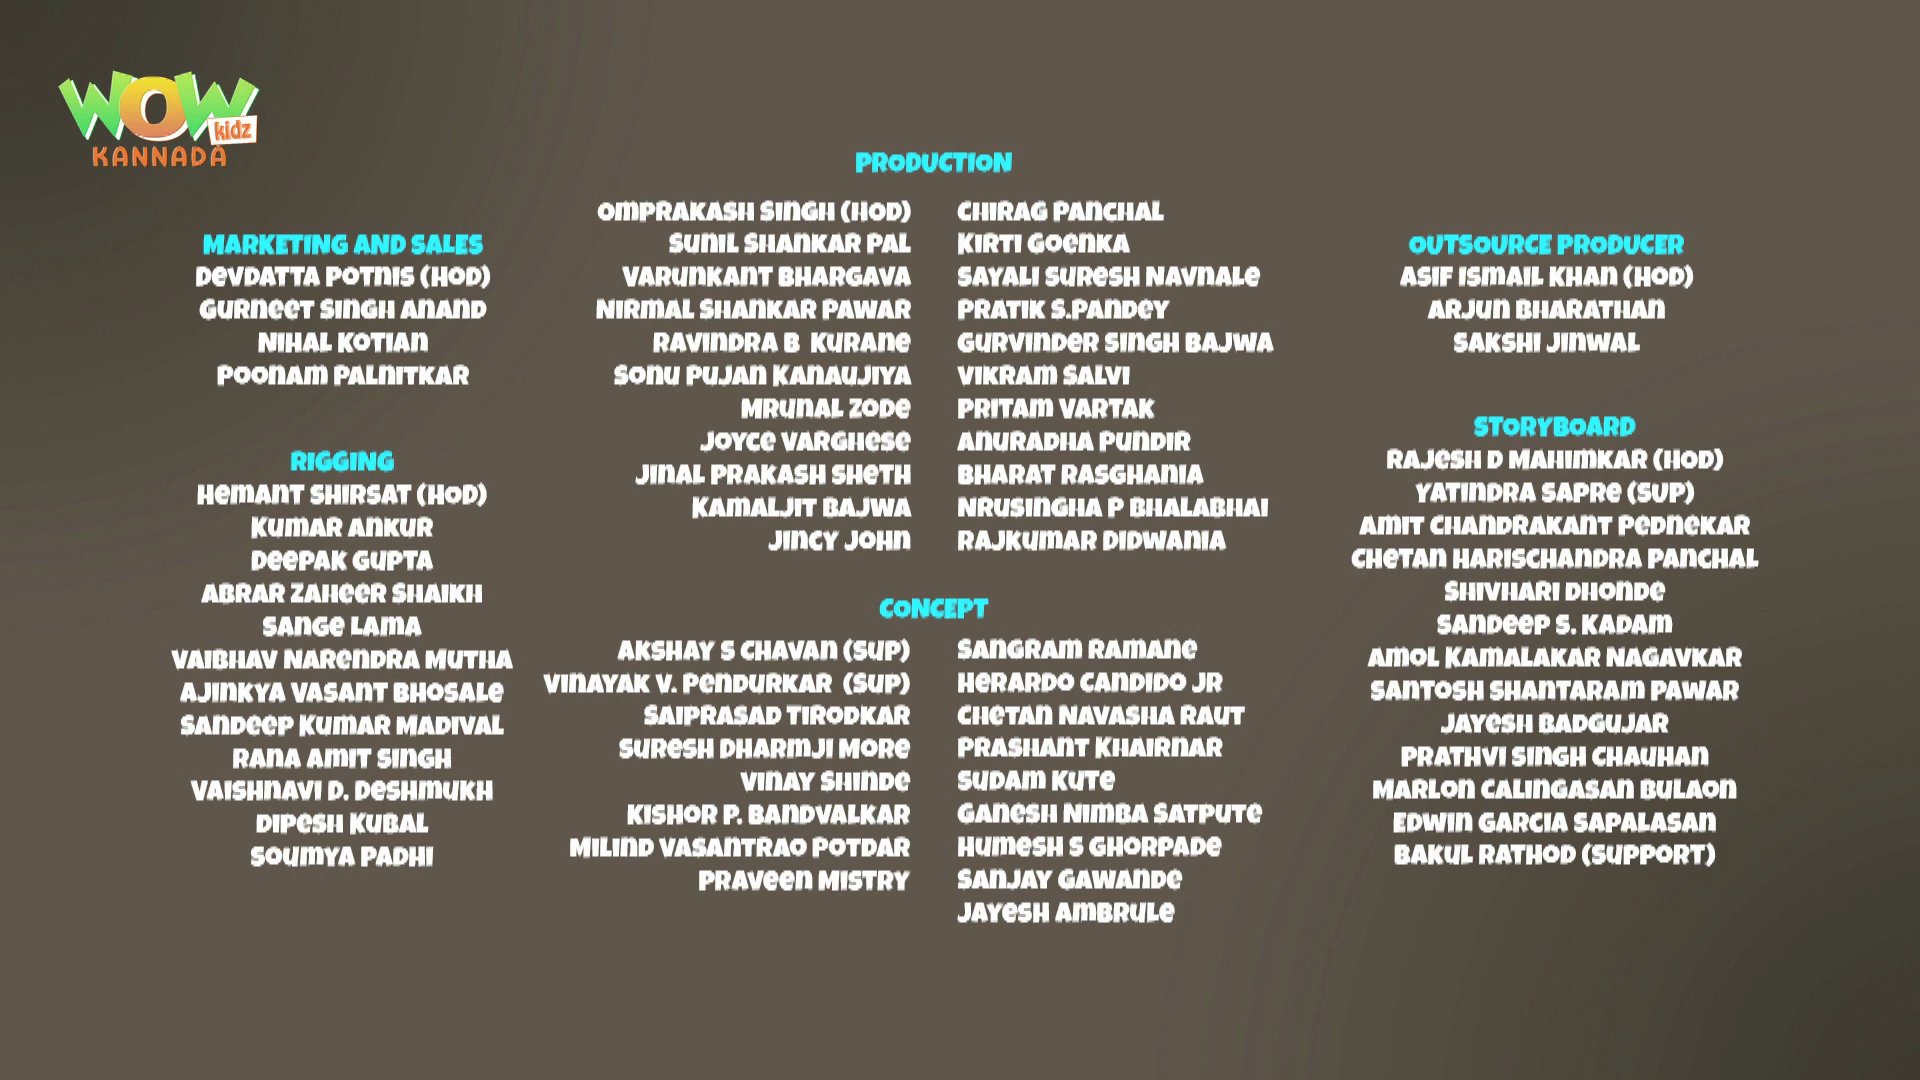 WOW
kidz
KANNADA
MARKETING AND SALES
DEVDATTA POTNIS (HOD)
GURNEET SINGH ANAND
NIHAL KOTIAN
POONAM PALNITKAR
RIGGING
HEMANT SHIRSAT (HOD)
KUMAR ANKUR
DEEPAK GUPTA
ABRAR ZAHEER SHAIKH
SANGE LAMA
VAIBHAV NARENDRA MUTHA
AJINKYA VASANT BHOSALE
SANDEEP KUMAR MADIVAL
RANA AMIT SINGH
VAISHNAVI D. DESHMUKH
DIPESH KUBAL
SOUMYA PADHI
PRODUCTION
OMPRAKASH SINGH (HOD) CHIRAG PANCHAL
SUNIL SHANKAR PAL KIRTI GOENKA
VARUNKANT BHARGAVA SAYALI SURESH NAVNALE
NIRMAL SHANKAR PAWAR PRATIK S.PANDEY
RAVINDRA B KURANE GURVINDER SINGH BAJWA
SONU PUJAN KANAUJIYA VIKRAM SALVI
MRUNAL ZODE PRITAM VARTAK
JOYCE VARGHESE ANURADHA PUNDIR
JINAL PRAKASH SHETH BHARAT RASGHANIA
KAMALJIT BAJWA NRUSINGHA P BHALABHAI
JINCY JOHN RAJKUMAR DIDWANIA
CONCEPT
AKSHAY S CHAVAN (SUP) SANGRAM RAMANE
VINAYAK V. PENDURKAR (SUP) HERARDO CANDIDO JR
SAIPRASAD TIRODKAR CHETAN NAVASHA RAUT
SURESH DHARMJI MORE PRASHANT KHAIRNAR
VINAY SHINDE SUDAM KUTE
KISHOR P. BANDVALKAR GANESH NIMBA SATPUTE
MILIND VASANTRAO POTDAR HUMESH S GHORPADE
PRAVEEN MISTRY SANJAY GAWANDE
JAYESH AMBRULE
OUTSOURCE PRODUCER
ASIF ISMAIL KHAN (HOD)
ARJUN BHARATHAN
SAKSHI JINWAL
STORYBOARD
RAJESH D MAHIMKAR (HOD)
YATINDRA SAPRE (SUP)
AMIT CHANDRAKANT PEDNEKAR
CHETAN HARISCHANDRA PANCHAL
SHIVHARI DHONDE
SANDEEP S. KADAM
AMOL KAMALAKAR NAGAVKAR
SANTOSH SHANTARAM PAWAR
JAYESH BADGUJAR
PRATHVI SINGH CHAUHAN
MARLON CALINGASAN BULAON
EDWIN GARCIA SAPALASAN
BAKUL RATHOD (SUPPORT)